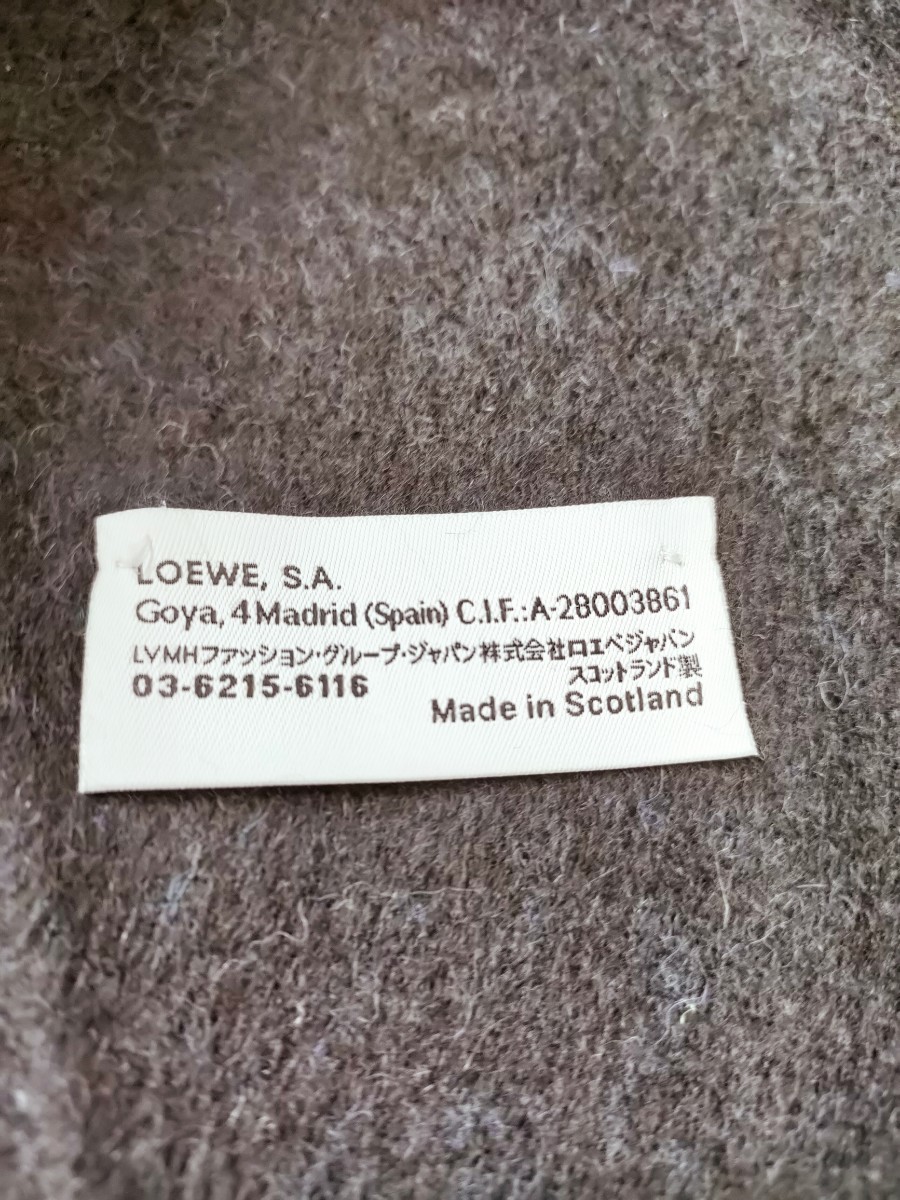 LOEWE, S.A.
Goya, 4 Madrid (Spain) C.I.F.:A-28003861
LVMHファッション・グループ・ジャパン株式会社ロエベジャパン
スコットランド製
03-6215-6116
Made in Scotland